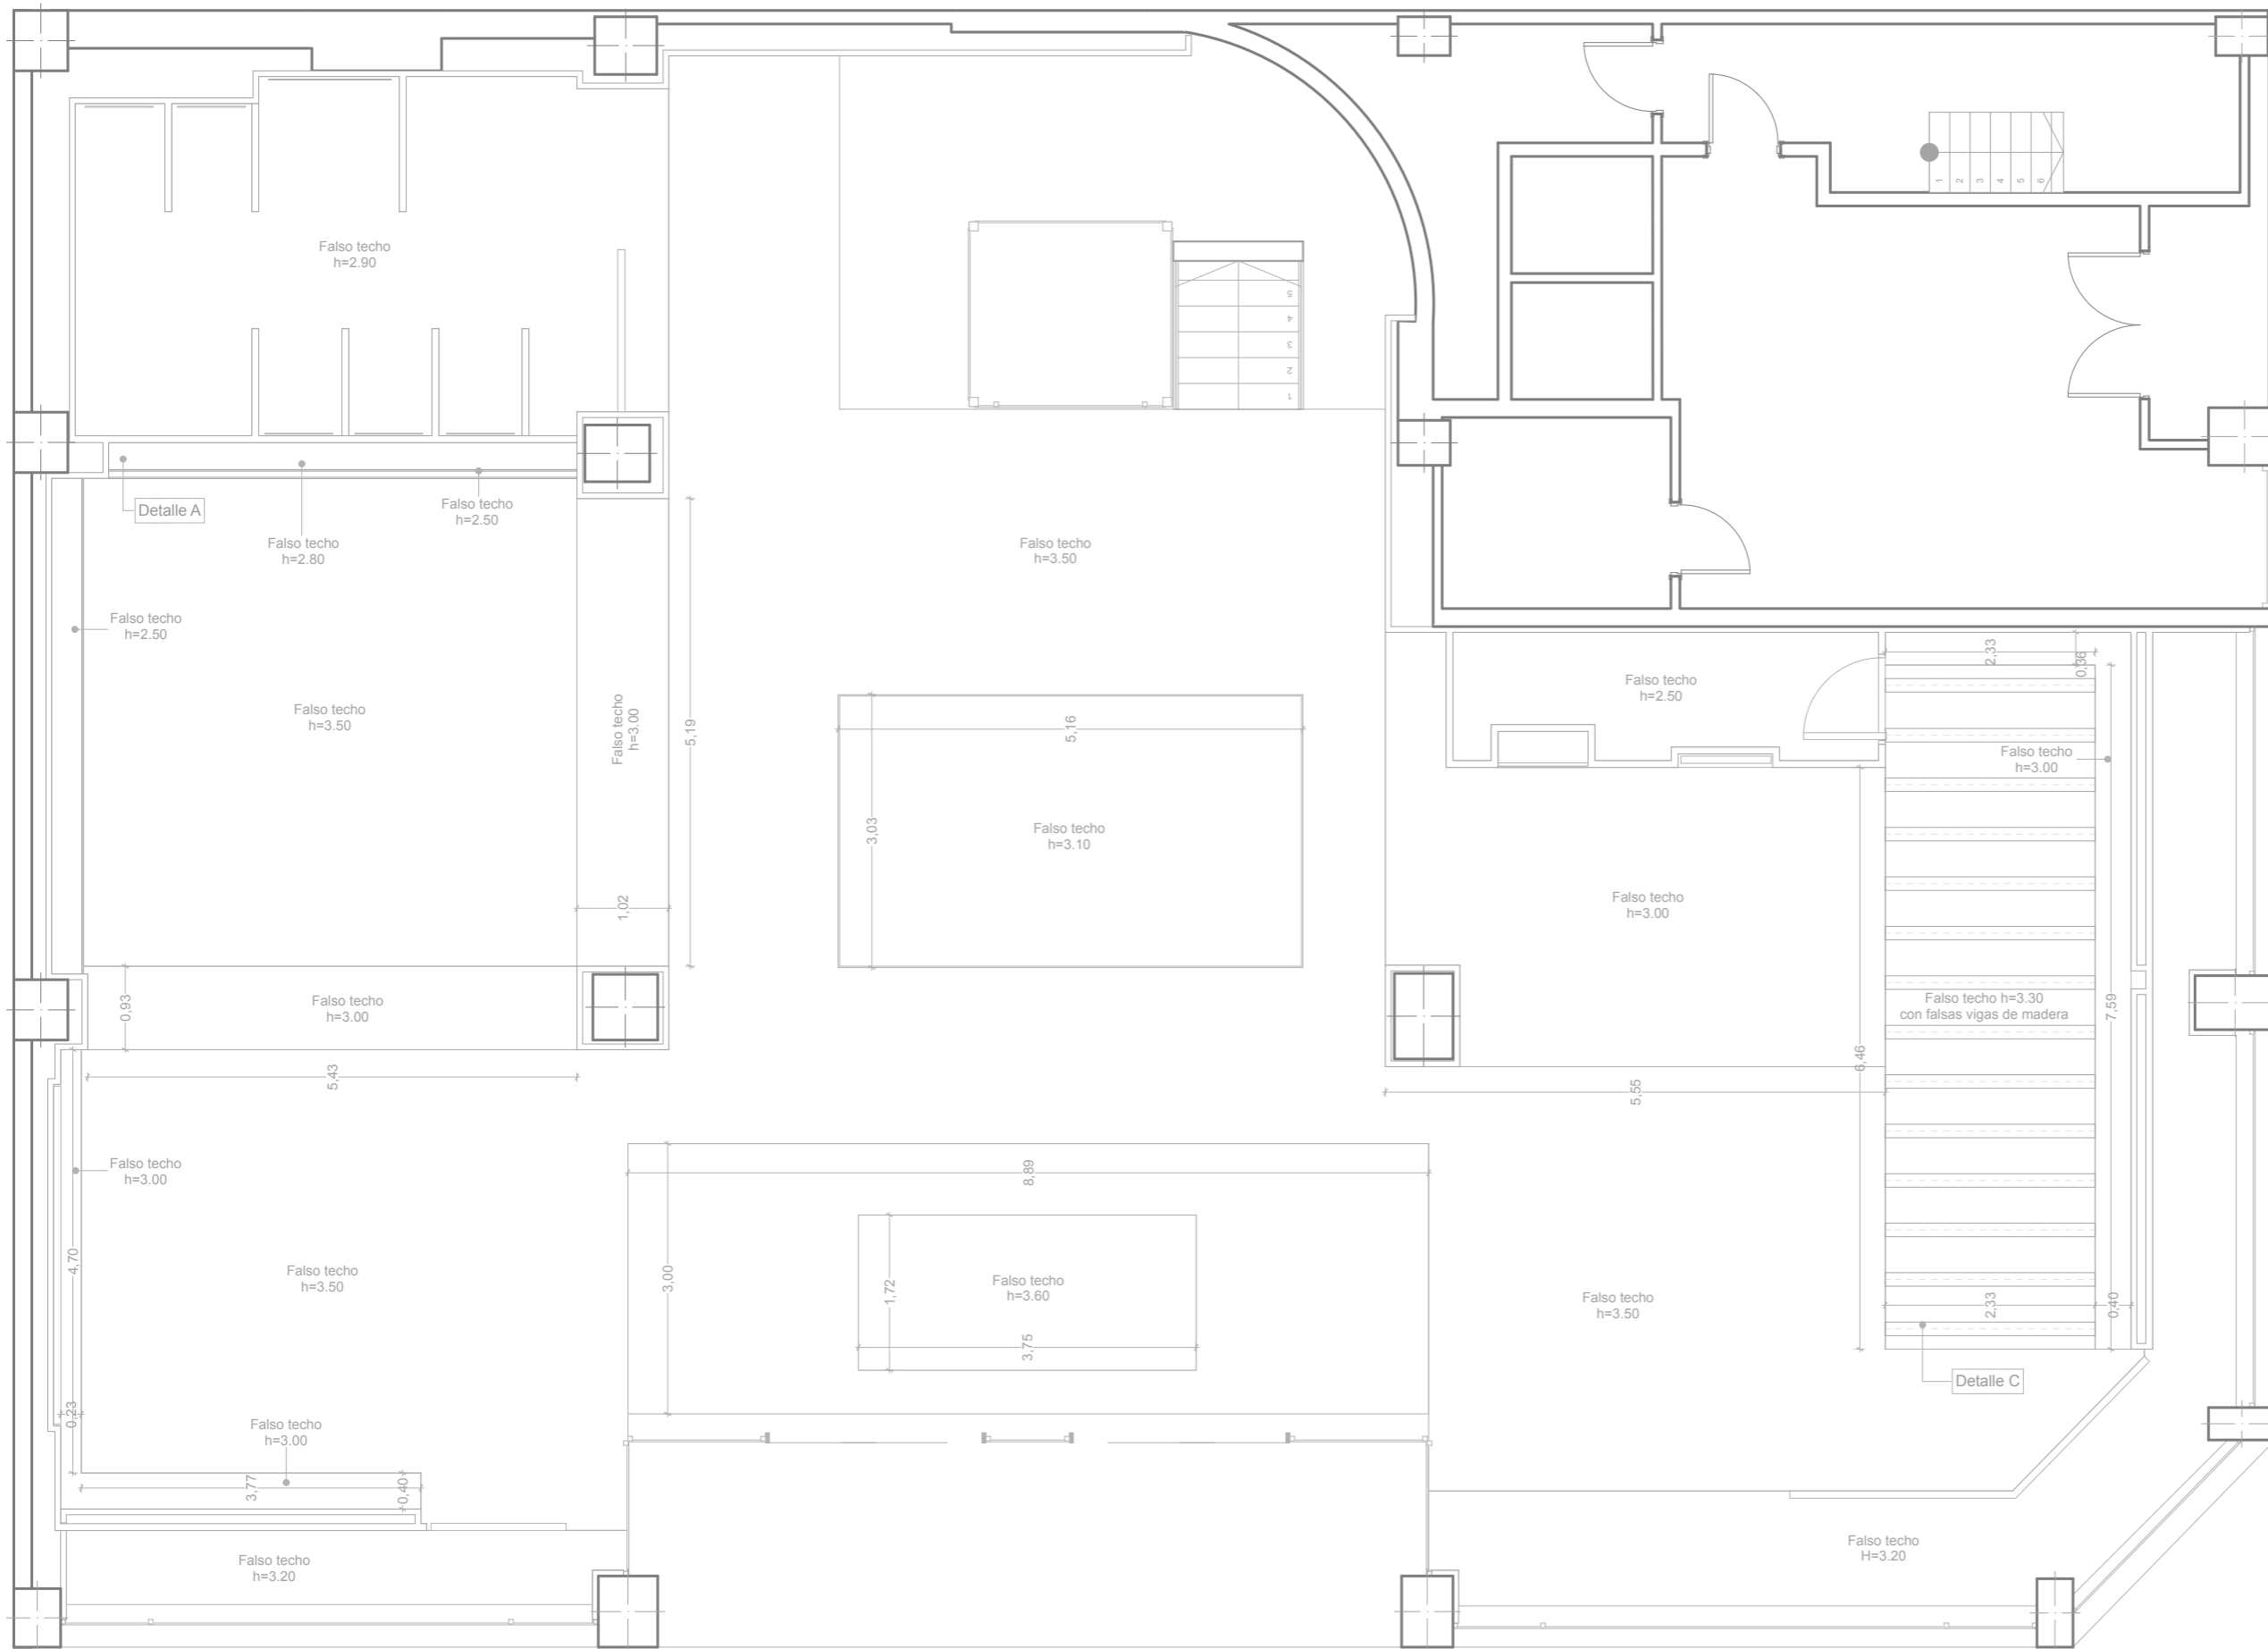 1
2
3
4
5
6
Falso techo
h=2.90
5
4
3
2
1
Falso techo
h=2.50
Detalle A
Falso techo
h=2.80
Falso techo
h=3.50
Falso techo
h=2.50
2,33
0,36
Falso techo
h=2.50
Falso techo
h=3.50
Falso techo
h=3.00
5,19
5,16
Falso techo
h=3.00
3,03
Falso techo
h=3.10
1,02
Falso techo
h=3.00
0,93
Falso techo
h=3.00
Falso techo h=3.30
con falsas vigas de madera
7,59
5,43
6,46
5,55
Falso techo
h=3.00
8,89
4,70
Falso techo
h=3.50
3,00
1,72
Falso techo
h=3.60
Falso techo
h=3.50
2,33
0,40
3,75
Detalle C
0,23
Falso techo
h=3.00
3,77
0,40
Falso techo
h=3.20
Falso techo
H=3.20